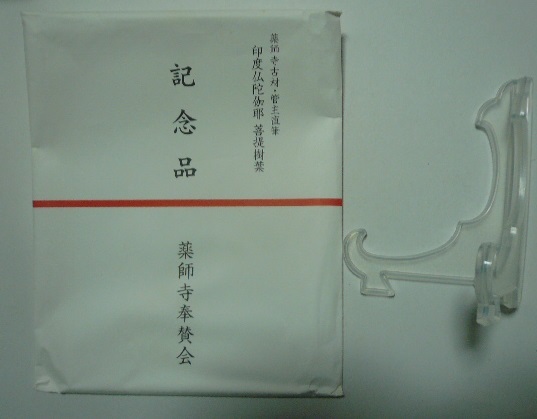 薬師寺古材・管主直筆
印度仏陀伽耶 菩提樹葉
記念品
薬師寺奉賛会